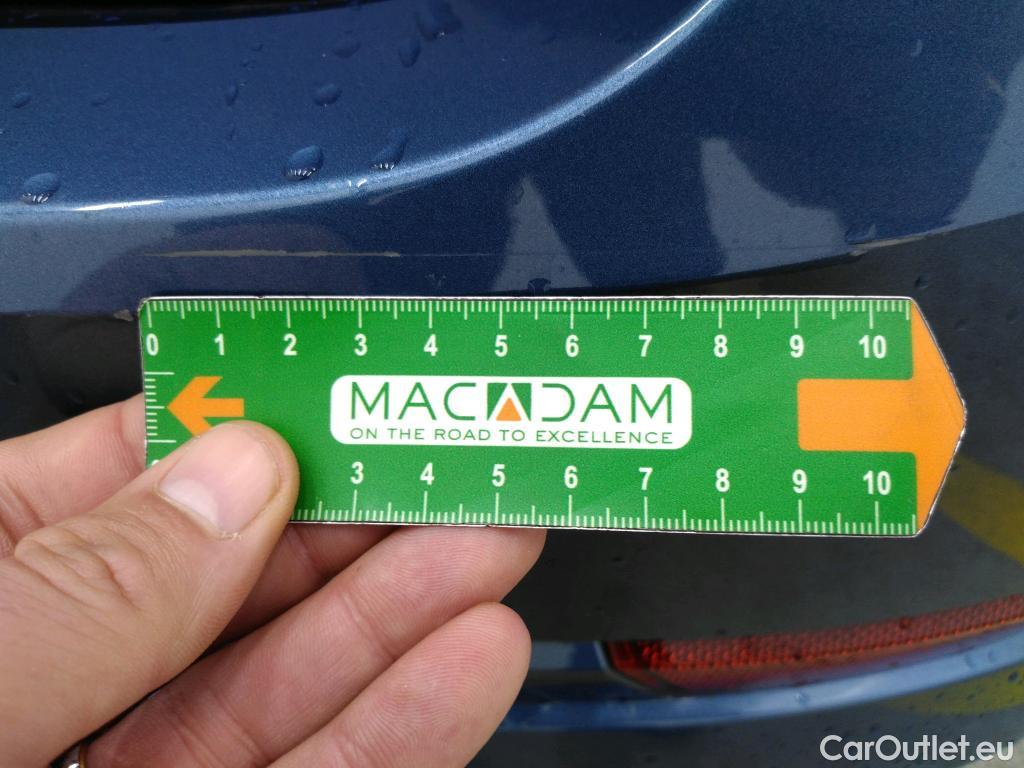 0 1 2 3 4 5 6 7 8 9 10
MACADAM
ON THE ROAD TO EXCELLENCE
3 4 5 6 7 8 9 10
CarOutlet.eu